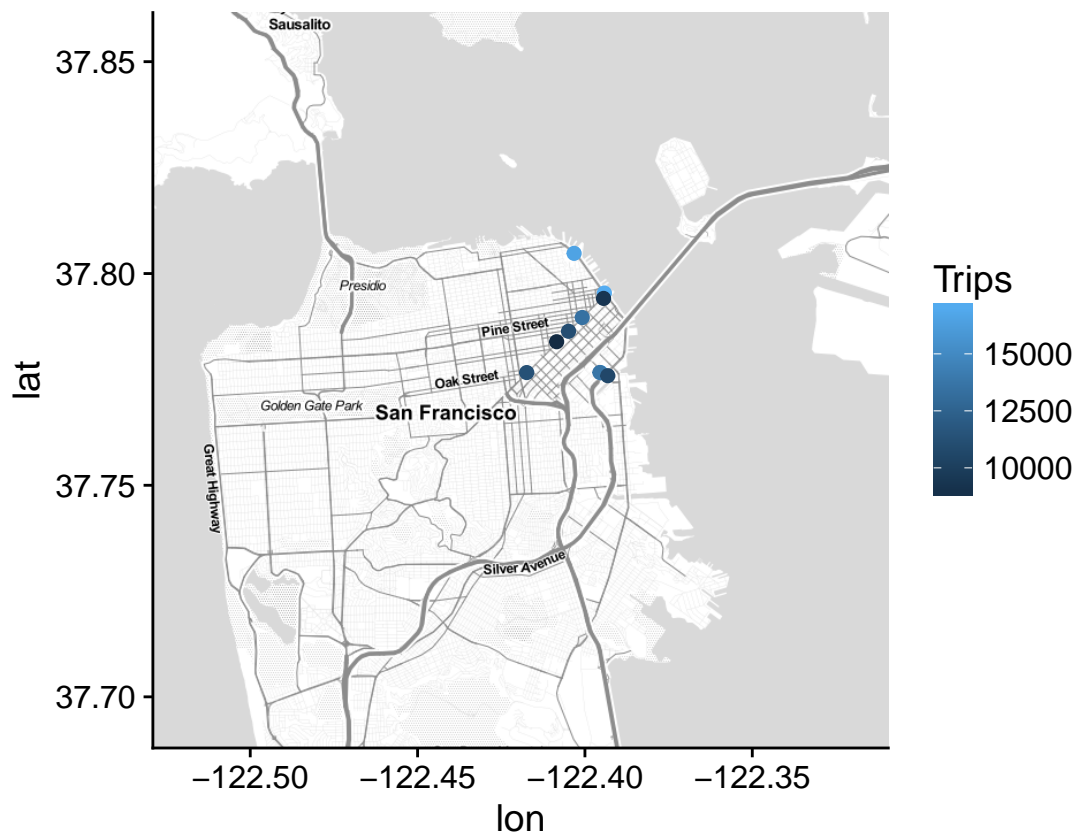 Sausalito
37.85
37.80
37.75
37.70
lat
Presidio
Pine Street
Oak Street
Golden Gate Park
San Francisco
Great Highway
Silver Avenue
−122.50
−122.45
−122.40
−122.35
lon
Trips
15000
12500
10000